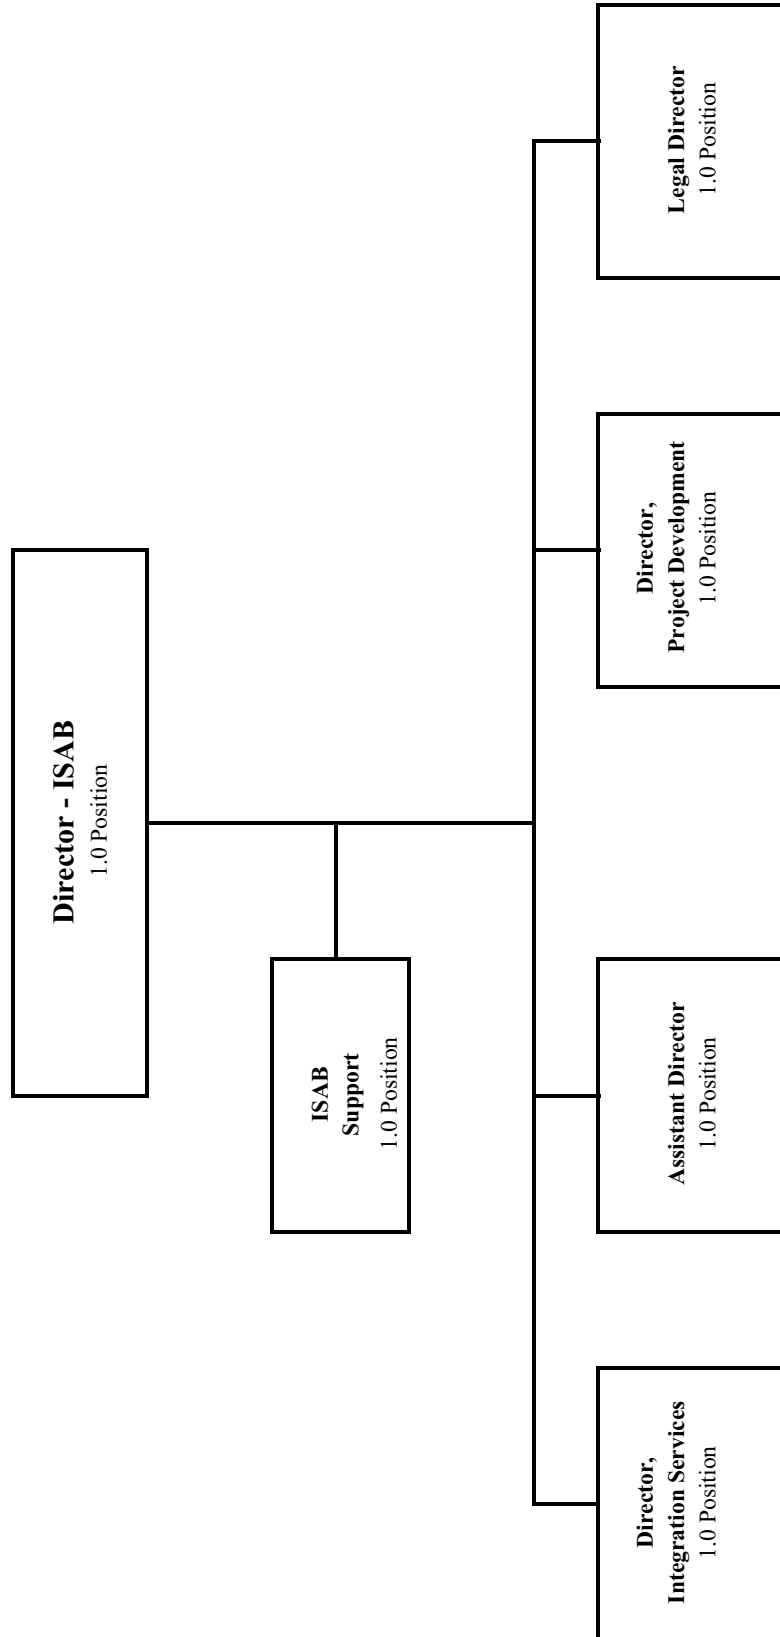 Director - ISAB
1.0 Position
ISAB
Support
1.0 Position
Director,
Integration Services
1.0 Position
Assistant Director
1.0 Position
Director,
Project Development
1.0 Position
Legal Director
1.0 Position